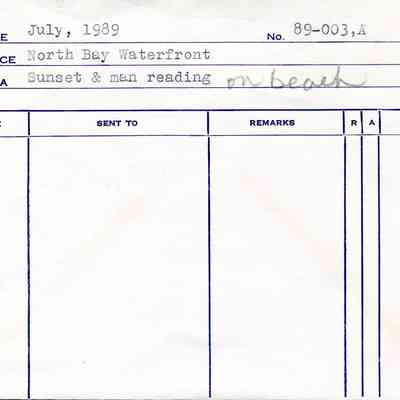 E July, 1989 No. 89-003,A
CE North Bay Waterfront
A Sunset & man reading on beach
E SENT TO REMARKS R A